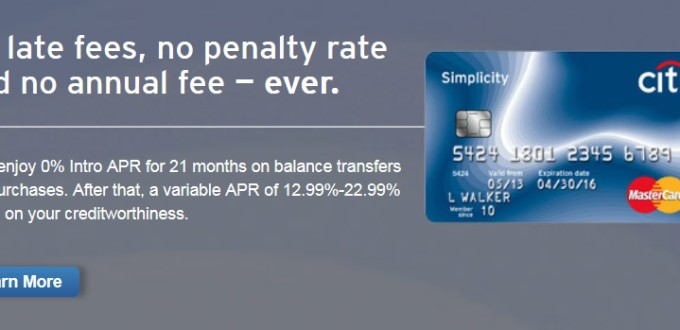 late fees, no penalty rate
d no annual fee – ever.
enjoy 0% Intro APR for 21 months on balance transfers
urchases. After that, a variable APR of 12.99%-22.99%
on your creditworthiness.
rn More
Simplicity
citi
5424 1801 2345 6789
5424 Valid from Expiration date
05/13 04/30/16
L WALKER
Member since 10
MasterCard